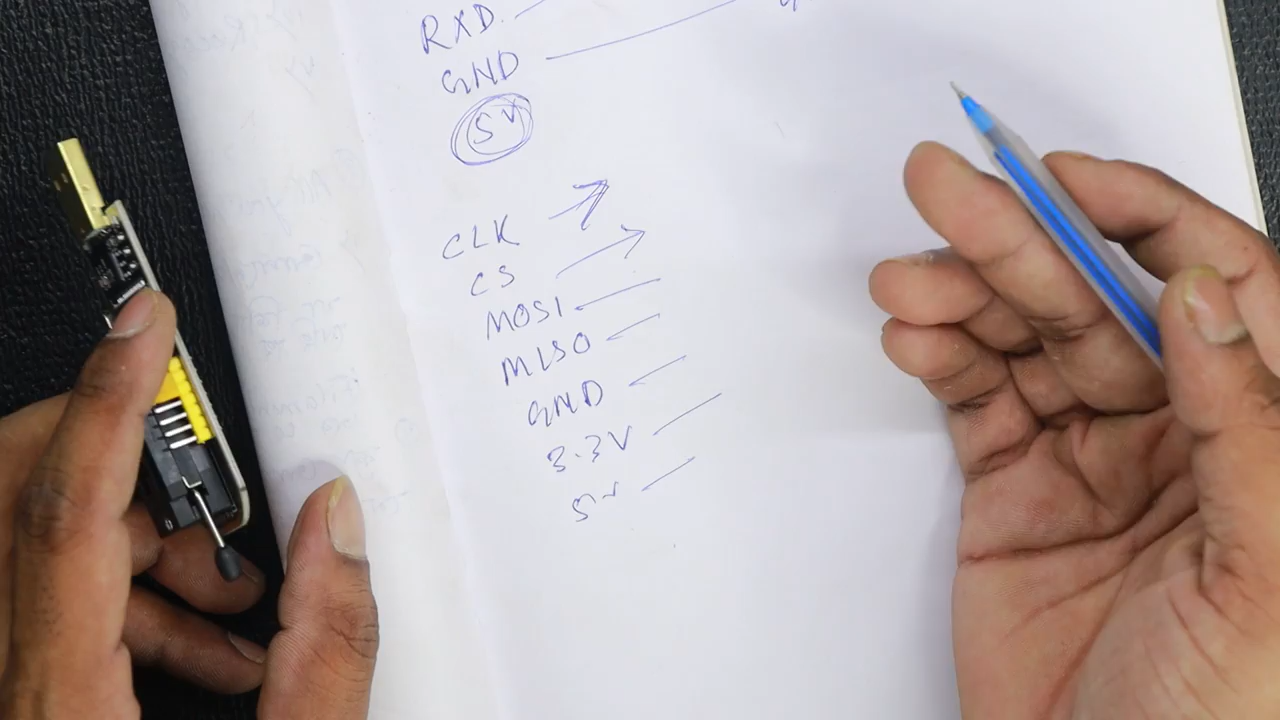 RXD
GND
5V
CLK
CS
MOSI
MISO
GND
3.3V
5V